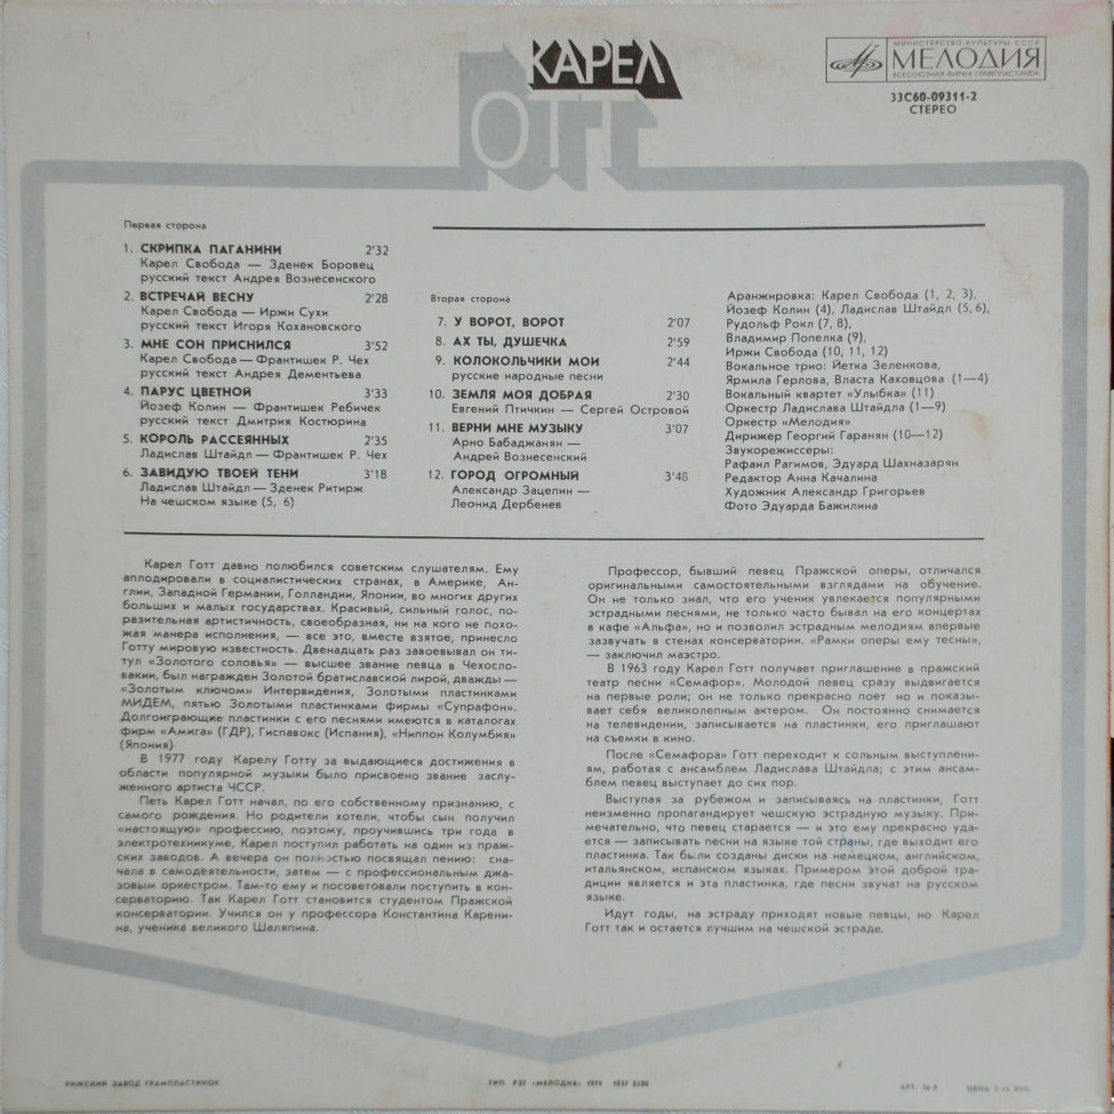 КАРЕЛ
ГОТТ
МИНИСТЕРСТВО КУЛЬТУРЫ СССР
МЕЛОДИЯ
ВСЕСОЮЗНАЯ ФИРМА ГРАМПЛАСТИНОК
33С60-09311-2
СТЕРЕО
Первая сторона
1. СКРИПКА ПАГАНИНИ 2'32
Карел Свобода — Зденек Боровец
русский текст Андрея Вознесенского
2. ВСТРЕЧАЙ ВЕСНУ 2'28
Карел Свобода — Иржи Сухи
русский текст Игоря Кохановского
3. МНЕ СОН ПРИСНИЛСЯ 3'52
Карел Свобода — Франтишек Р. Чех
русский текст Андрея Дементьева
4. ПАРУС ЦВЕТНОЙ 3'33
Йозеф Колин — Франтишек Ребичек
русский текст Дмитрия Костюрина
5. КОРОЛЬ РАССЕЯННЫХ 2'35
Ладислав Штайдл — Франтишек Р. Чех
6. ЗАВИДУЮ ТВОЕЙ ТЕНИ 3'18
Ладислав Штайдл — Зденек Ритирж
На чешском языке (5, 6)
Вторая сторона
7. У ВОРОТ, ВОРОТ 2'07
8. АХ ТЫ, ДУШЕЧКА 2'59
9. КОЛОКОЛЬЧИКИ МОИ 2'44
русские народные песни
10. ЗЕМЛЯ МОЯ ДОБРАЯ 2'30
Евгений Птичкин — Сергей Островой
11. ВЕРНИ МНЕ МУЗЫКУ 3'07
Арно Бабаджанян —
Андрей Вознесенский
12. ГОРОД ОГРОМНЫЙ 3'48
Александр Зацепин —
Леонид Дербенев
Аранжировка: Карел Свобода (1, 2, 3),
Йозеф Колин (4), Ладислав Штайдл (5, 6),
Рудольф Рокл (7, 8),
Владимир Попелка (9),
Иржи Свобода (10, 11, 12)
Вокальное трио: Йетка Зеленкова,
Ярмила Герлова, Власта Каховцова (1—4)
Вокальный квартет «Улыбка» (11)
Оркестр Ладислава Штайдла (1—9)
Оркестр «Мелодия»
Дирижер Георгий Гаранян (10—12)
Звукорежиссеры:
Рафаил Рагимов, Эдуард Шахназарян
Редактор Анна Качалина
Художник Александр Григорьев
Фото Эдуарда Бажилина
Карел Готт давно полюбился советским слушателям. Ему
аплодировали в социалистических странах, в Америке, Ан-
глии, Западной Германии, Голландии, Японии, во многих других
больших и малых государствах. Красивый, сильный голос, по-
разительная артистичность, своеобразная, ни на кого не похо-
жая манера исполнения, — все это, вместе взятое, принесло
Готту мировую известность. Двенадцать раз завоевывал он ти-
тул «Золотого соловья» — высшее звание певца в Чехосло-
вакии, был награжден Золотой братиславской лирой, дважды —
«Золотым ключом» Интервидения, Золотыми пластинками
МИДЕМ, пятью Золотыми пластинками фирмы «Супрафон».
Долгоиграющие пластинки с его песнями имеются в каталогах
фирм «Амига» (ГДР), Гиспавокс (Испания), «Ниппон Колумбия»
(Япония)
В 1977 году Карелу Готту за выдающиеся достижения в
области популярной музыки было присвоено звание заслу-
женного артиста ЧССР.
Петь Карел Готт начал, по его собственному признанию, с
самого рождения. Но родители хотели, чтобы сын получил
«настоящую» профессию, поэтому, проучившись три года в
электротехникуме, Карел поступил работать на один из праж-
ских заводов. А вечера он полностью посвящал пению: сна-
чала в самодеятельности, затем — с профессиональным джа-
зовым оркестром. Там-то ему и посоветовали поступить в кон-
серваторию. Так Карел Готт становится студентом Пражской
консерватории. Учился он у профессора Константина Карени-
на, ученика великого Шаляпина.
Профессор, бывший певец Пражской оперы, отличался
оригинальными самостоятельными взглядами на обучение.
Он не только знал, что его ученик увлекается популярными
эстрадными песнями, не только часто бывал на его концертах
в кафе «Альфа», но и позволил эстрадным мелодиям впервые
зазвучать в стенах консерватории. «Рамки оперы ему тесны»,
— заключил маэстро.
В 1963 году Карел Готт получает приглашение в пражский
театр песни «Семафор». Молодой певец сразу выдвигается
на первые роли; он не только прекрасно поет но и показы-
вает себя великолепным актером. Он постоянно снимается
на телевидении, записывается на пластинки, его приглашают
на съемки в кино.
После «Семафора» Готт переходит к сольным выступлени-
ям, работая с ансамблем Ладислава Штайдла; с этим ансам-
блем певец выступает до сих пор.
Выступая за рубежом и записываясь на пластинки, Готт
неизменно пропагандирует чешскую эстрадную музыку. При-
мечательно, что певец старается — и это ему прекрасно уда-
ется — записывать песни на языке той страны, где выходит его
пластинка. Так были созданы диски на немецком, английском,
итальянском, испанском языках. Примером этой доброй тра-
диции является и эта пластинка, где песни звучат на русском
языке.
Идут годы, на эстраду приходят новые певцы, но Карел
Готт так и остается лучшим на чешской эстраде.
РИЖСКИЙ ЗАВОД ГРАМПЛАСТИНОК
ТИП. РЗГ «МЕЛОДИЯ» 1979
АРТ.
ЦЕНА